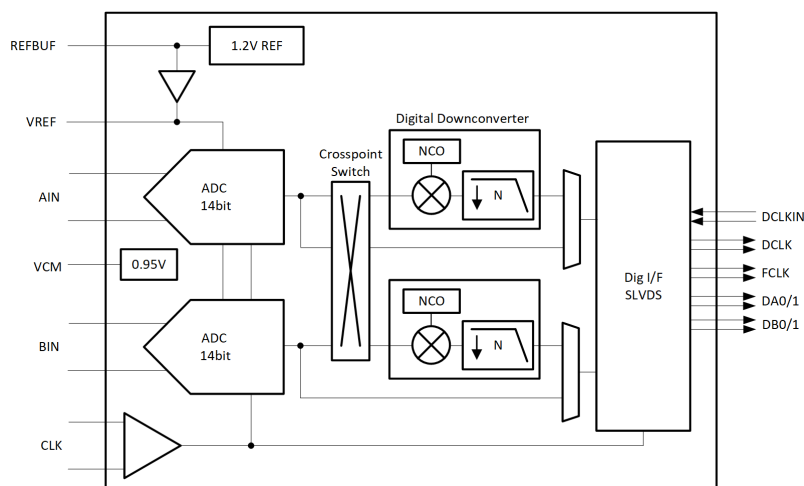 REFBUF
1.2V REF
VREF
Digital Downconverter
NCO
Crosspoint
Switch
ADC
14bit
N
AIN
DCLKIN
DCLK
VCM
0.95V
FCLK
Dig I/F
SLVDS
NCO
DA0/1
DB0/1
ADC
14bit
N
BIN
CLK